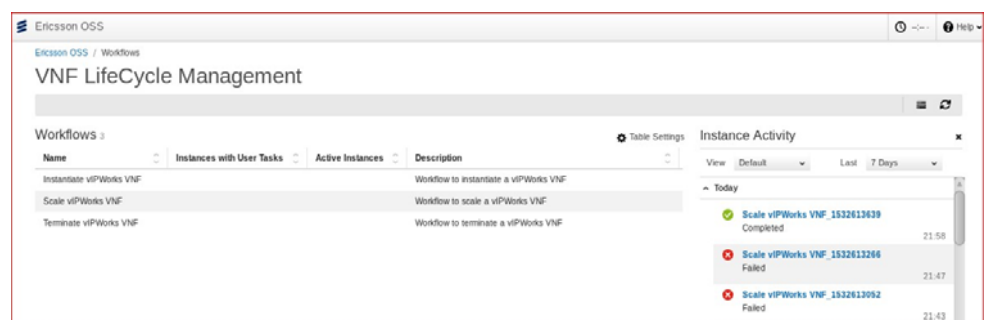 Ericsson OSS
--:-- Help
Ericsson OSS / Workflows
VNF LifeCycle Management
Workflows 3
Table Settings
Name Instances with User Tasks Active Instances Description
Instantiate vIPWorks VNF Workflow to instantiate a vIPWorks VNF
Scale vIPWorks VNF Workflow to scale a vIPWorks VNF
Terminate vIPWorks VNF Workflow to terminate a vIPWorks VNF
Instance Activity
View Default Last 7 Days
Today
Scale vIPWorks VNF_1532613639
Completed
21:58
Scale vIPWorks VNF_1532613266
Failed
21:47
Scale vIPWorks VNF_1532613052
Failed
21:43